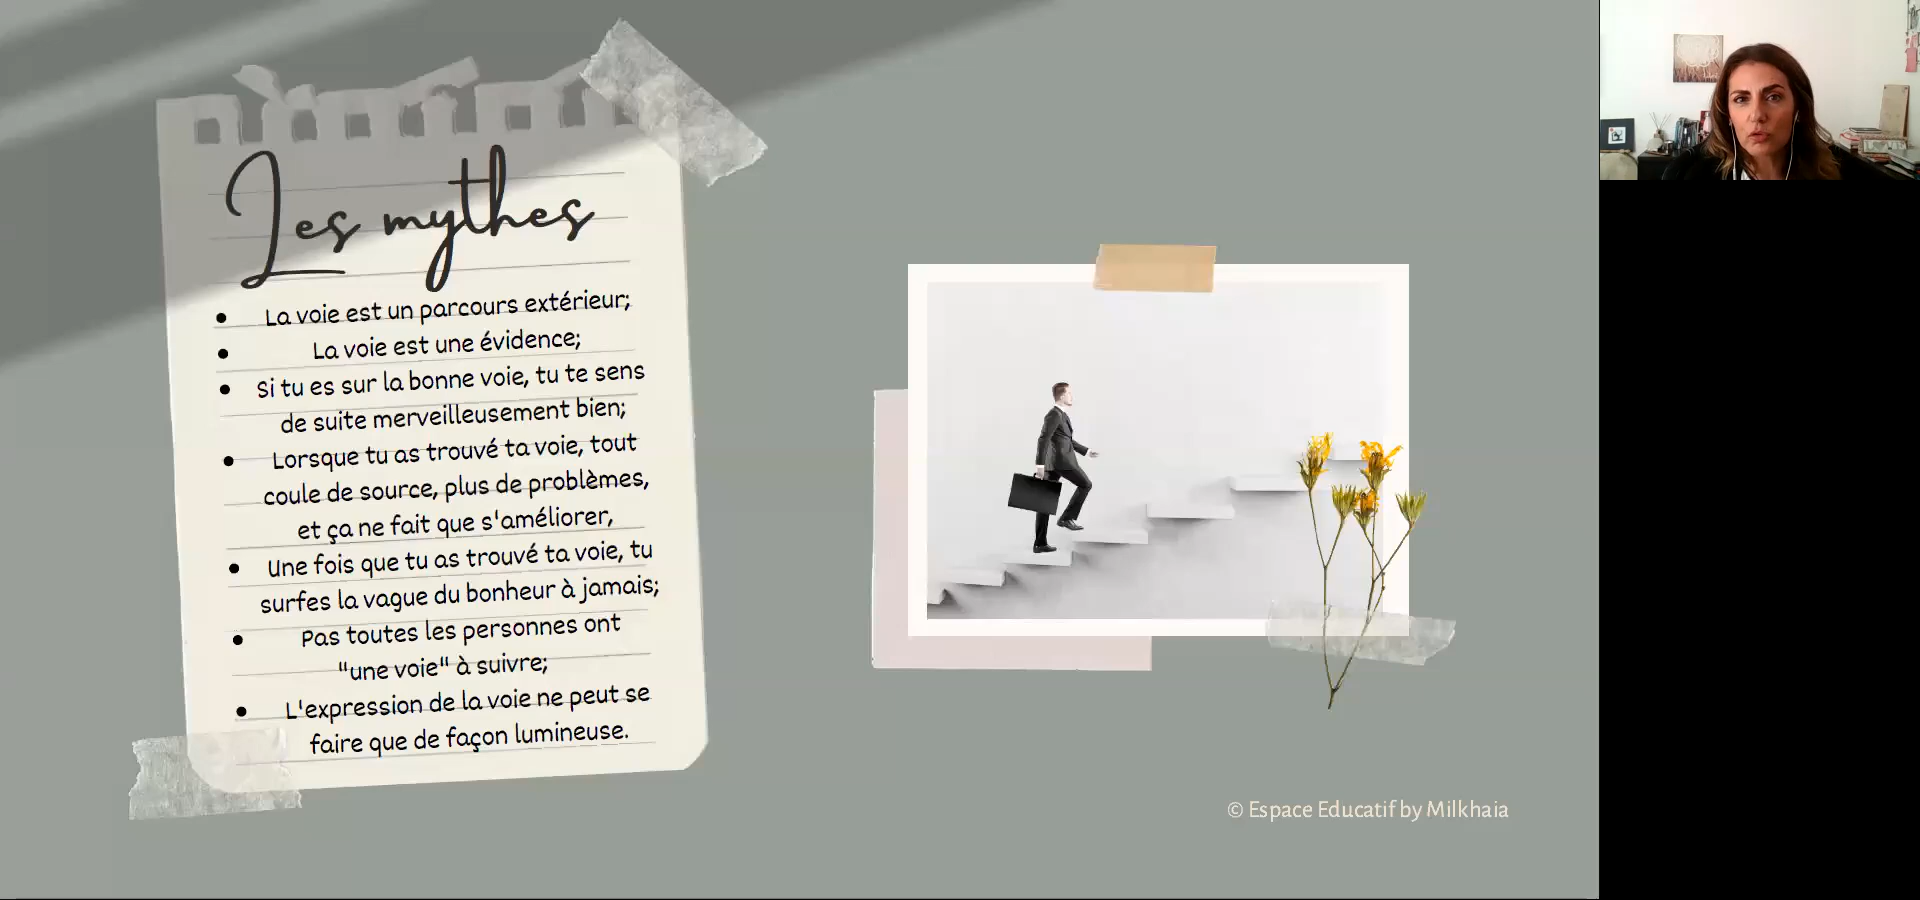 Les mythes
• La voie est un parcours extérieur;
• La voie est une évidence;
• Si tu es sur la bonne voie, tu te sens
de suite merveilleusement bien;
• Lorsque tu as trouvé ta voie, tout
coule de source, plus de problèmes,
et ça ne fait que s'améliorer,
• Une fois que tu as trouvé ta voie, tu
surfes la vague du bonheur à jamais;
• Pas toutes les personnes ont
"une voie" à suivre;
• L'expression de la voie ne peut se
faire que de façon lumineuse.
© Espace Educatif by Milkhaia